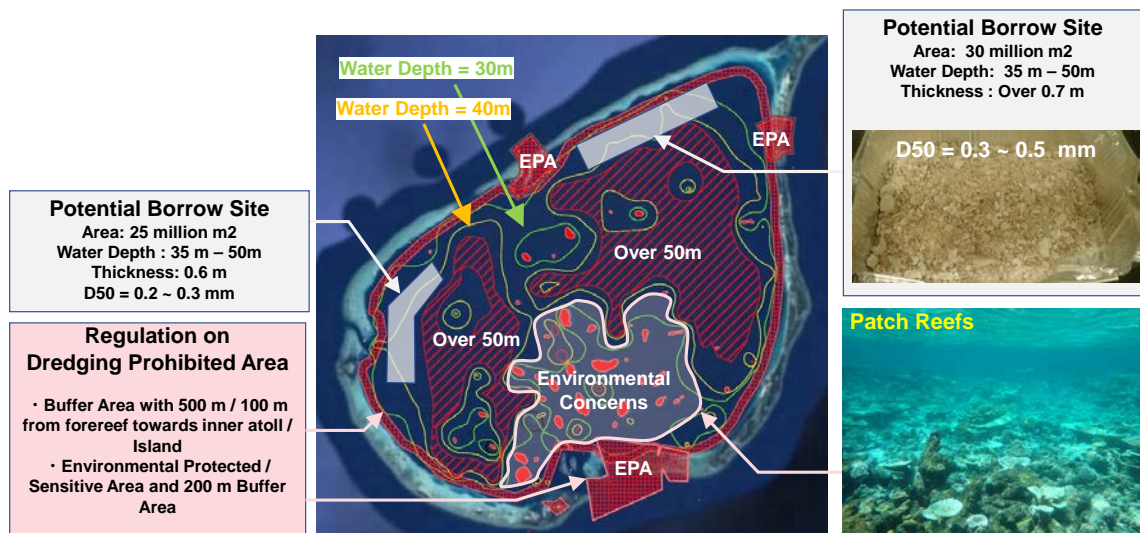 Potential Borrow Site
Area: 25 million m2
Water Depth : 35 m – 50m
Thickness: 0.6 m
D50 = 0.2 ~ 0.3 mm
Regulation on
Dredging Prohibited Area
・Buffer Area with 500 m / 100 m
from forereef towards inner atoll /
Island
・Environmental Protected /
Sensitive Area and 200 m Buffer
Area
Water Depth = 30m
Water Depth = 40m
EPA
EPA
Over 50m
Over 50m
Environmental
Concerns
EPA
Potential Borrow Site
Area: 30 million m2
Water Depth: 35 m – 50m
Thickness : Over 0.7 m
D50 = 0.3 ~ 0.5 mm
Patch Reefs